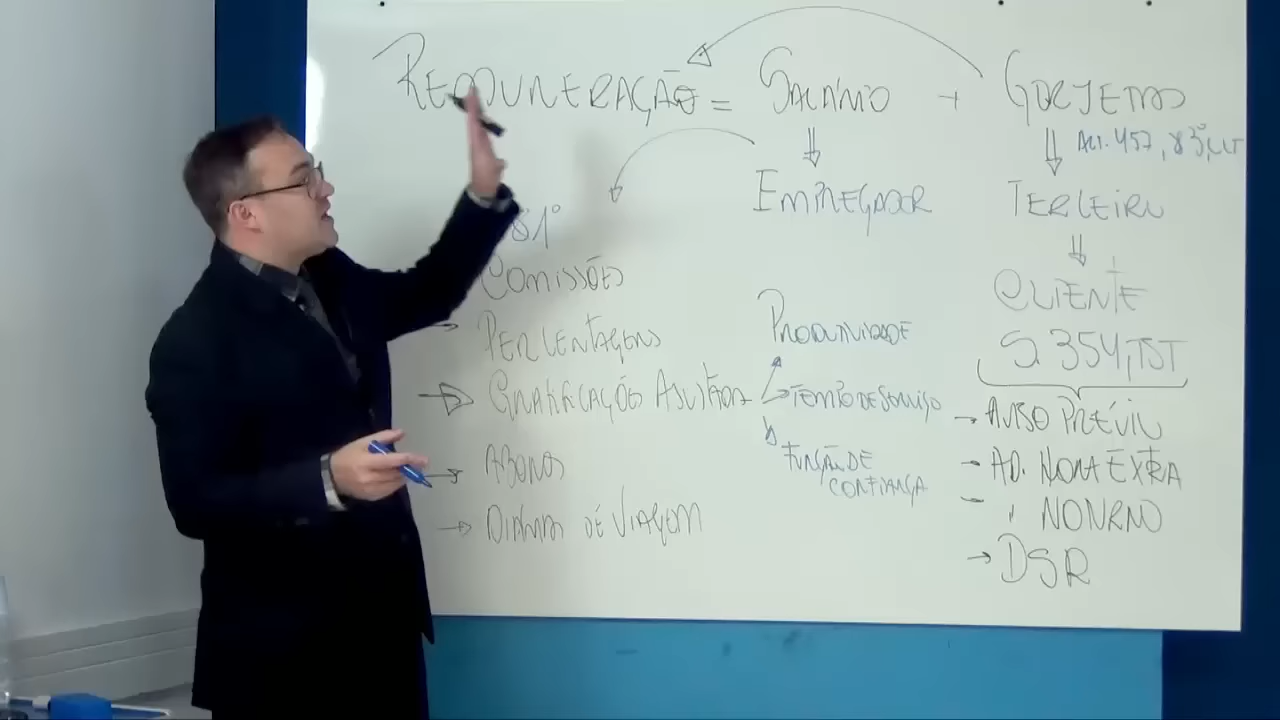 REMUNERAÇÃO = SALÁRIO + GORJETAS
ART. 457, § 3º, CLT
EMPREGADOR
TERCEIRO
§1º
COMISSÕES
CLIENTE
PERCENTAGENS
PRODUTIVIDADE
S. 354, TST
GRATIFICAÇÕES AJUSTADAS
TEMPO DE SERVIÇO
AVISO PRÉVIO
FUNÇÃO DE
CONFIANÇA
ABONOS
AD. HORA EXTRA
" NOTURNO
DIÁRIAS DE VIAGEM
DSR